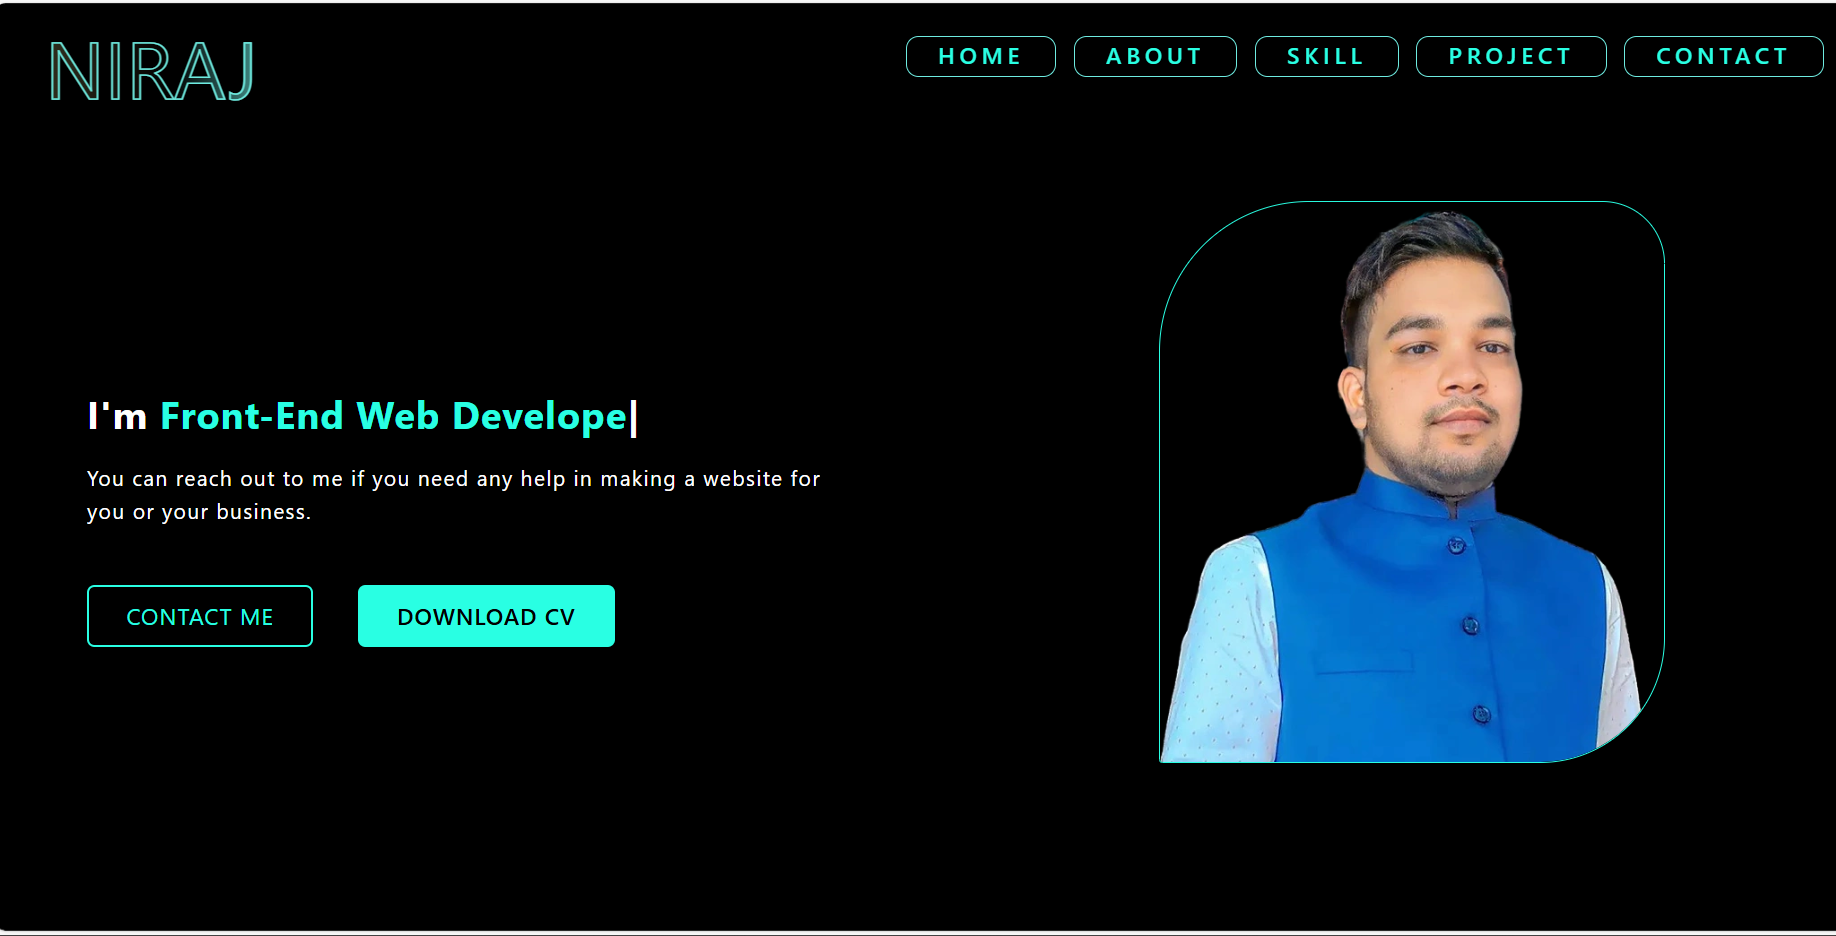 NIRAJ
HOME ABOUT SKILL PROJECT CONTACT
I'm Front-End Web Develope|
You can reach out to me if you need any help in making a website for
you or your business.
CONTACT ME DOWNLOAD CV